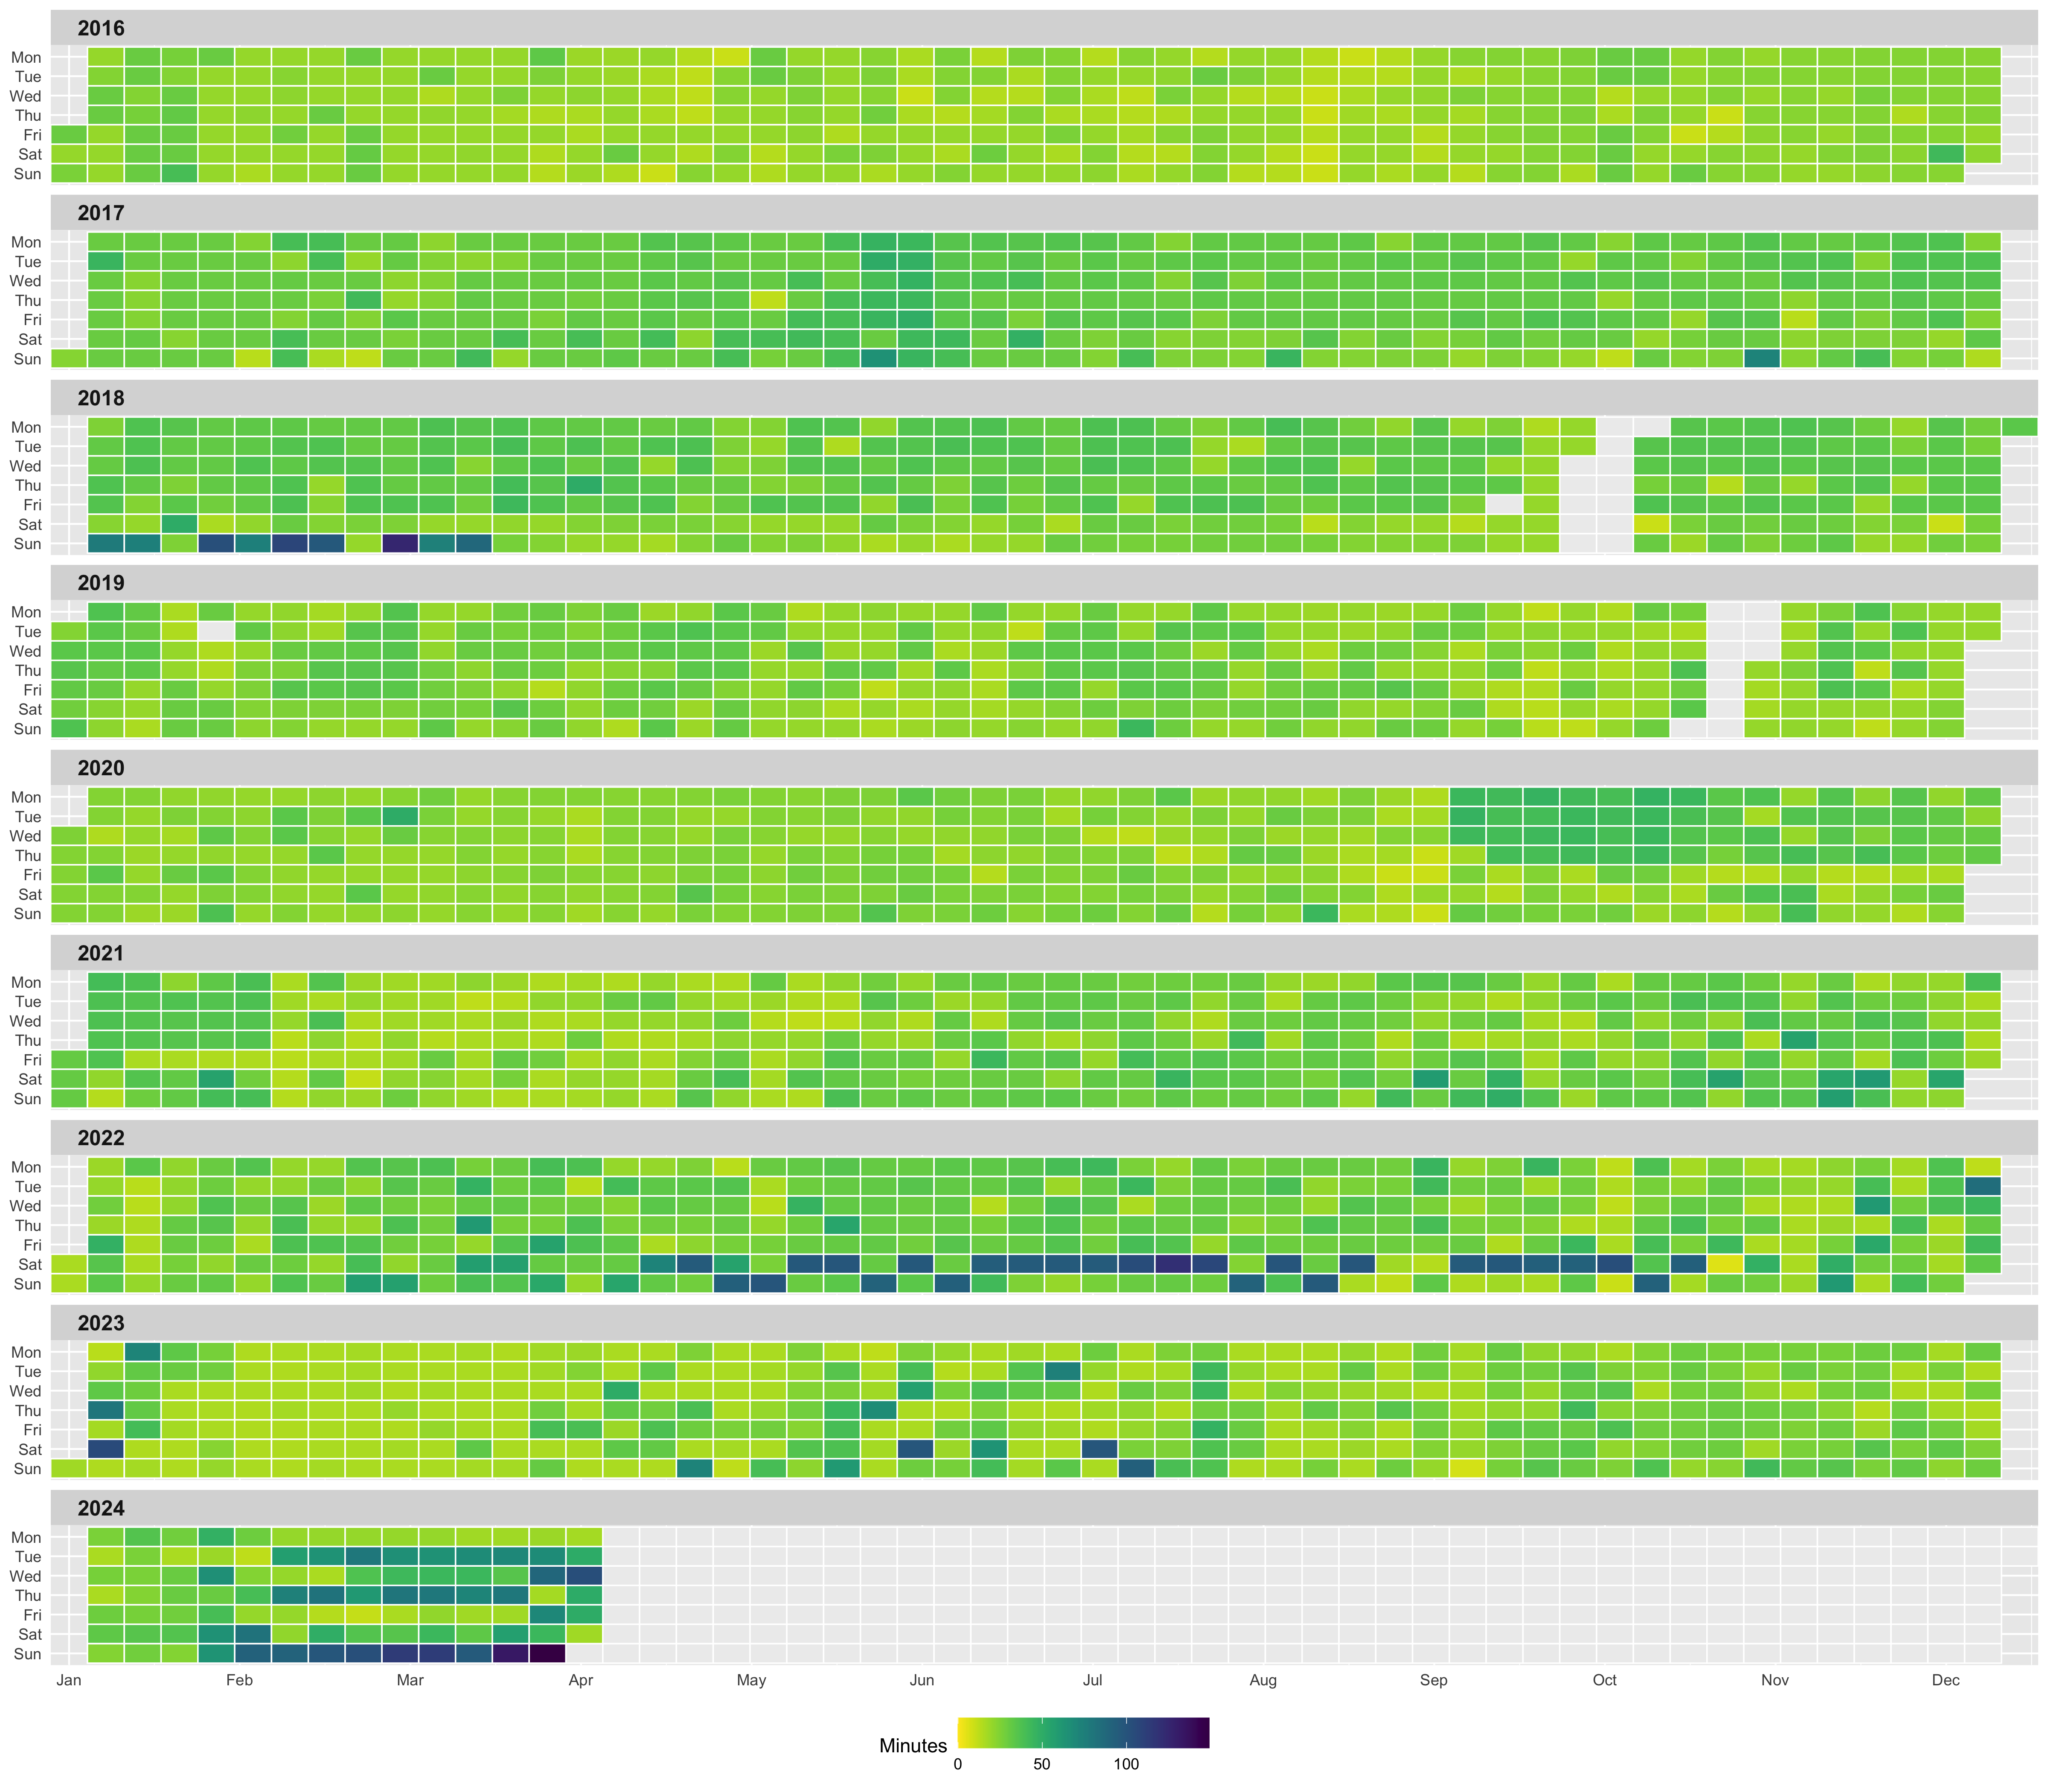 2016
Mon
Tue
Wed
Thu
Fri
Sat
Sun
2017
Mon
Tue
Wed
Thu
Fri
Sat
Sun
2018
Mon
Tue
Wed
Thu
Fri
Sat
Sun
2019
Mon
Tue
Wed
Thu
Fri
Sat
Sun
2020
Mon
Tue
Wed
Thu
Fri
Sat
Sun
2021
Mon
Tue
Wed
Thu
Fri
Sat
Sun
2022
Mon
Tue
Wed
Thu
Fri
Sat
Sun
2023
Mon
Tue
Wed
Thu
Fri
Sat
Sun
2024
Mon
Tue
Wed
Thu
Fri
Sat
Sun
Jan Feb Mar Apr May Jun Jul Aug Sep Oct Nov Dec
Minutes
0 50 100